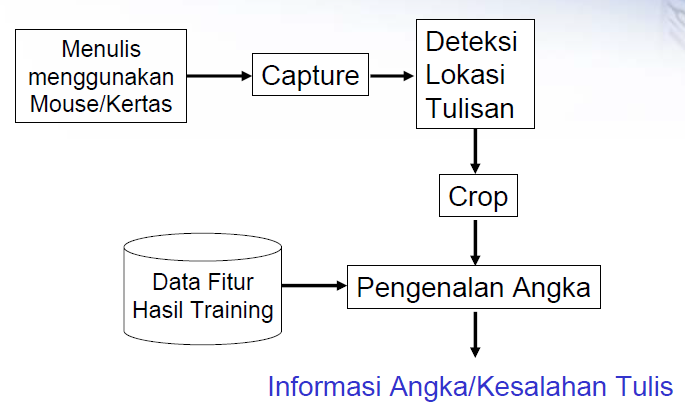 Menulis
menggunakan
Mouse/Kertas
Capture
Deteksi
Lokasi
Tulisan
Crop
Data Fitur
Hasil Training
Pengenalan Angka
Informasi Angka/Kesalahan Tulis